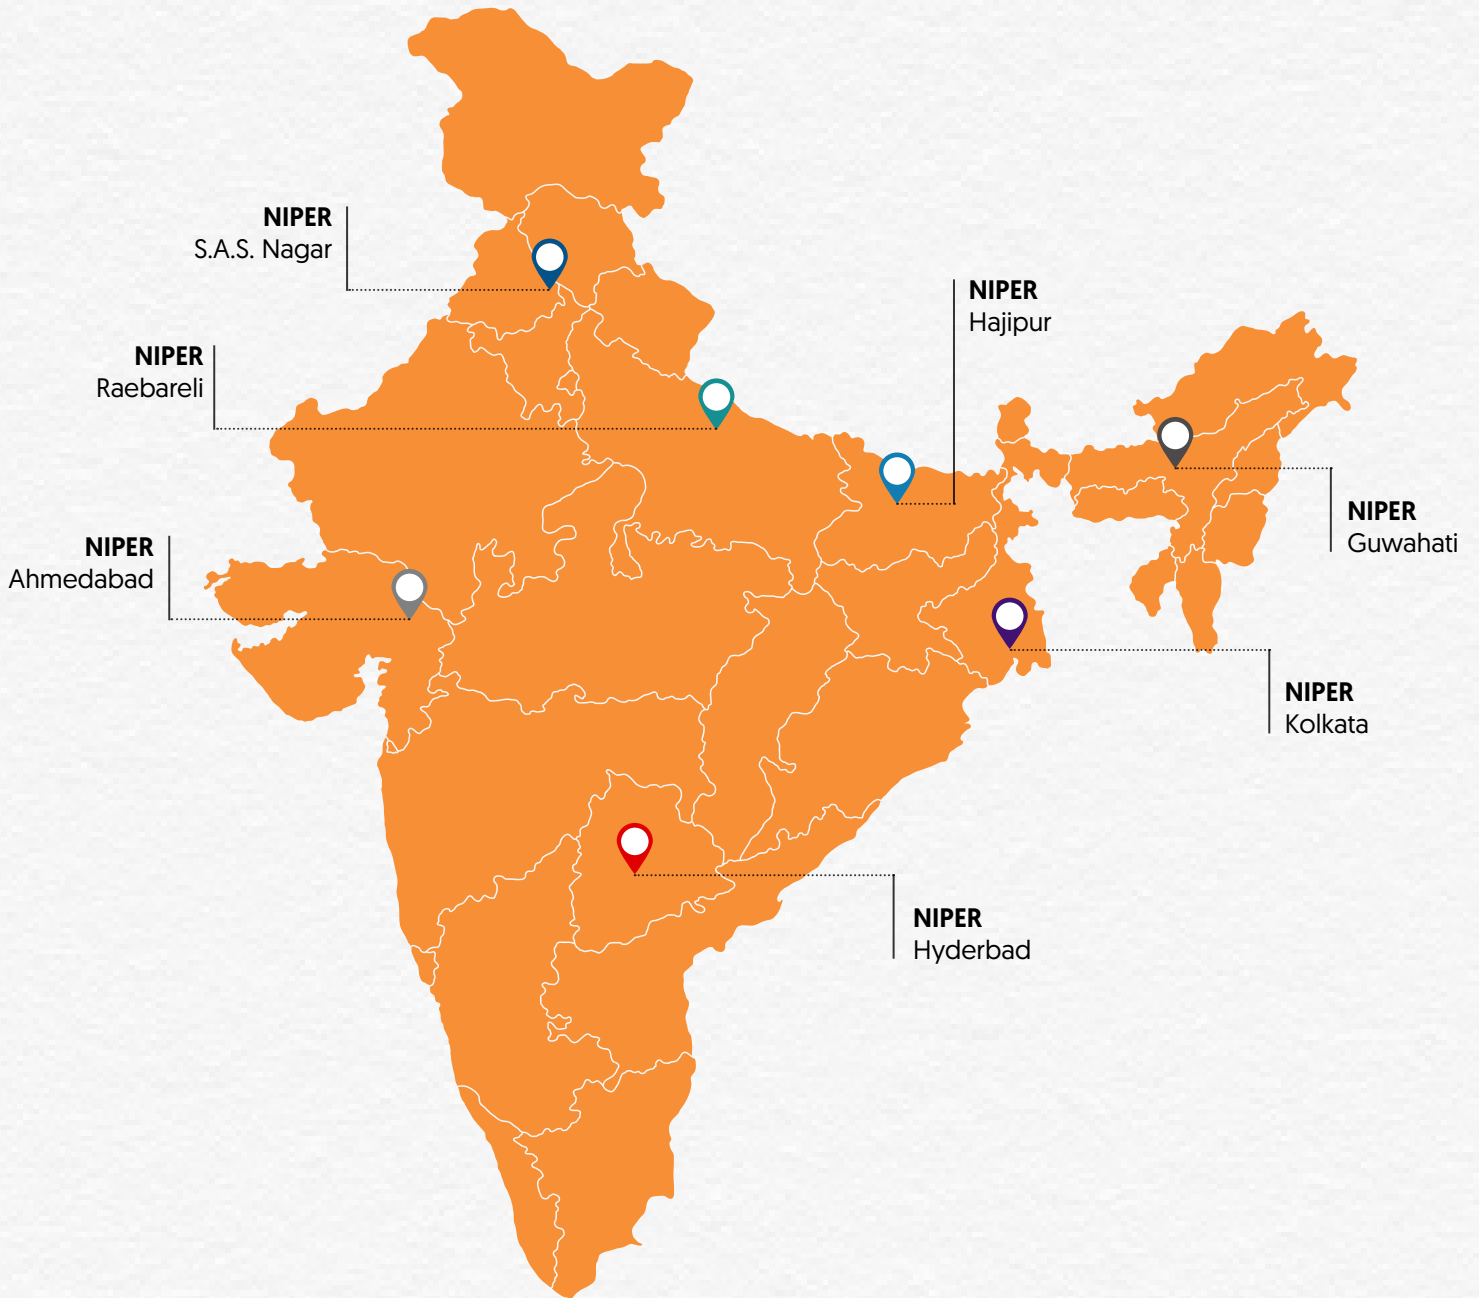 NIPER
S.A.S. Nagar
NIPER
Hajipur
NIPER
Raebareli
NIPER
Guwahati
NIPER
Ahmedabad
NIPER
Kolkata
NIPER
Hyderbad